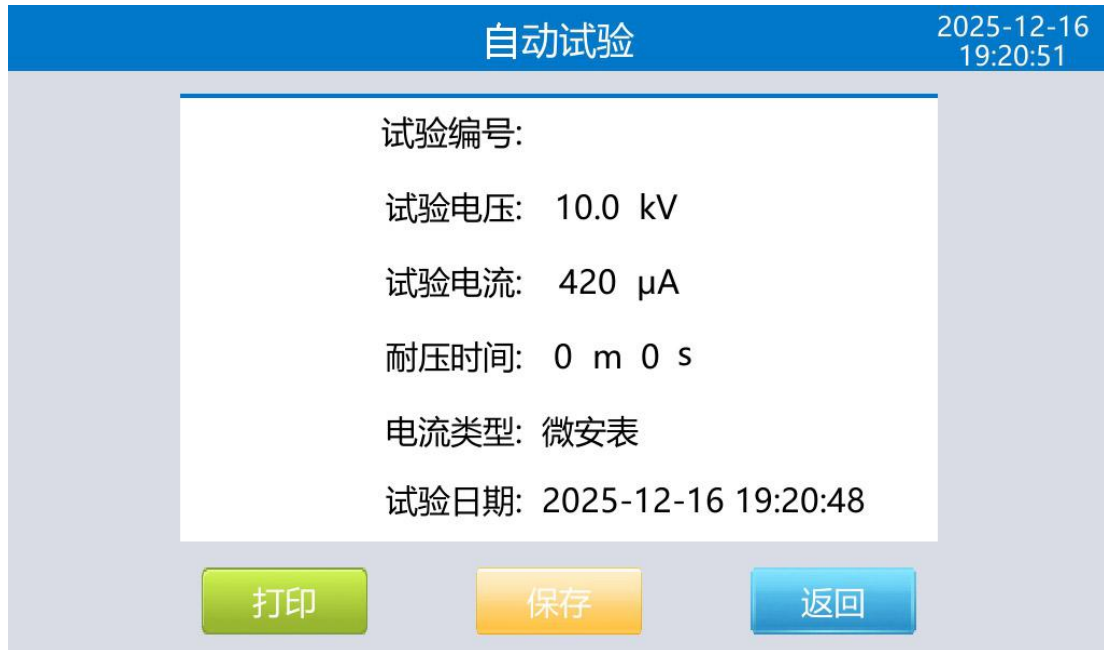 自动试验
2025-12-16
19:20:51
试验编号:
试验电压: 10.0 kV
试验电流: 420 μA
耐压时间: 0 m 0 s
电流类型: 微安表
试验日期: 2025-12-16 19:20:48
打印 保存 返回